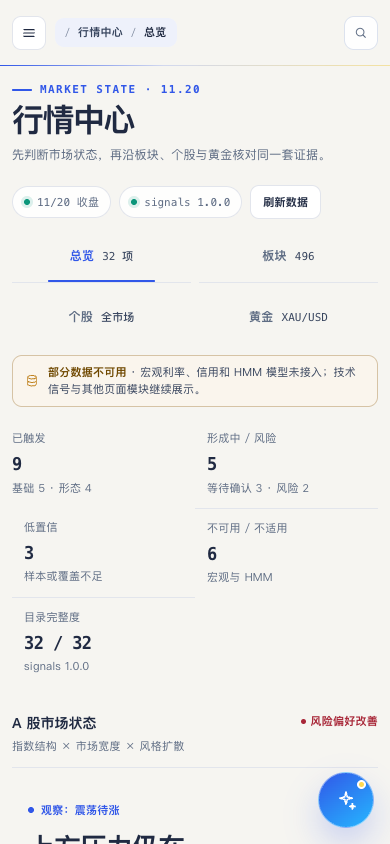 / 行情中心 / 总览
MARKET STATE · 11.20
行情中心
先判断市场状态，再沿板块、个股与黄金核对同一套证据。
11/20 收盘
signals 1.0.0
刷新数据
总览 32 项
板块 496
个股 全市场
黄金 XAU/USD
部分数据不可用 · 宏观利率、信用和 HMM 模型未接入；技术
信号与其他页面模块继续展示。
已触发
9
基础 5 · 形态 4
形成中 / 风险
5
等待确认 3 · 风险 2
低置信
3
样本或覆盖不足
不可用 / 不适用
6
宏观与 HMM
目录完整度
32 / 32
signals 1.0.0
A 股市场状态
风险偏好改善
指数结构 × 市场宽度 × 风格扩散
观察：震荡待涨
上方压力仍在